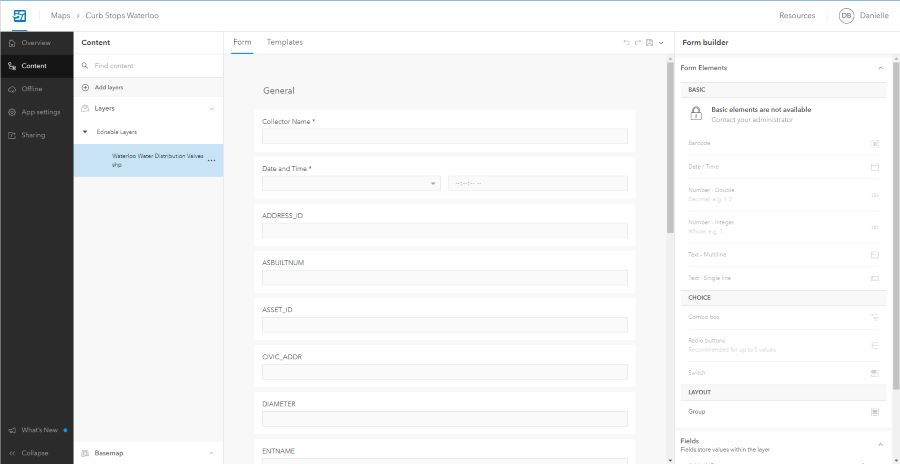 Maps > Curb Stops Waterloo
Resources
DB
Danielle
Overview
Content
Offline
App settings
Sharing
What's New
Collapse
Content
Find content
Add layers
Layers
Editable Layers
Waterloo Water Distribution Valves
shp
Basemap
Form
Templates
General
Collector Name *
Date and Time *
--:--:-- --
ADDRESS_ID
ASBUILTNUM
ASSET_ID
CIVIC_ADDR
DIAMETER
ENTNAME
Form builder
Form Elements
BASIC
Basic elements are not available
Contact your administrator
Barcode
Date / Time
Number - Double
Decimal, e.g. 1.2
Number - Integer
Whole, e.g. 1
Text - Multiline
Text - Single line
CHOICE
Combo box
Radio buttons
Recommended for up to 5 values
Switch
LAYOUT
Group
Fields
Fields store values within the layer